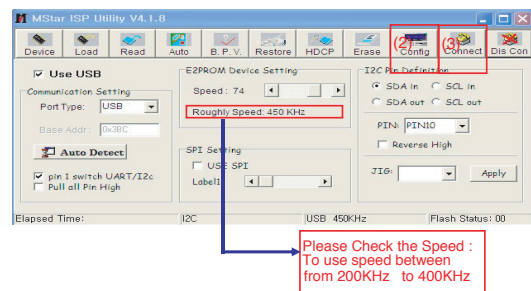 MStar ISP Utility V4.1.8
Device Load Read Auto B. P. V. Restore HDCP Erase Config Connect Dis Con
(2) (3)
Use USB
Communication Setting
Port Type: USB
Base Addr: 0x3BC
Auto Detect
pin 1 switch UART/I2c
Pull all Pin High
E2PROM Device Setting
Speed: 74
Roughly Speed: 450 KHz
SPI Setting
USE SPI
Label1
I2C Pin Definition
SDA in SCL in
SDA out SCL out
PIN: PIN10
Reverse High
JIG: Apply
Elapsed Time: I2C USB 450KHz Flash Status: 00
Please Check the Speed :
To use speed between
from 200KHz to 400KHz